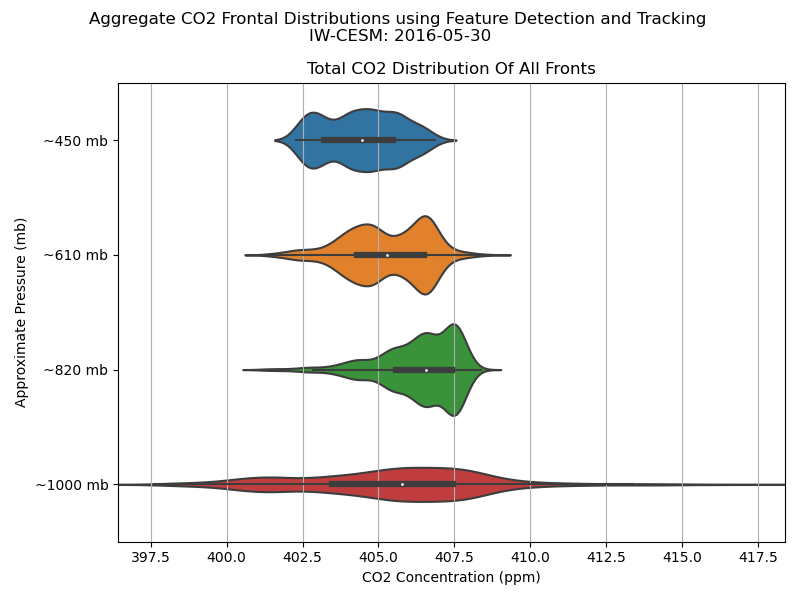 Aggregate CO2 Frontal Distributions using Feature Detection and Tracking
IW-CESM: 2016-05-30
Total CO2 Distribution Of All Fronts
Approximate Pressure (mb)
~450 mb
~610 mb
~820 mb
~1000 mb
397.5 400.0 402.5 405.0 407.5 410.0 412.5 415.0 417.5
CO2 Concentration (ppm)